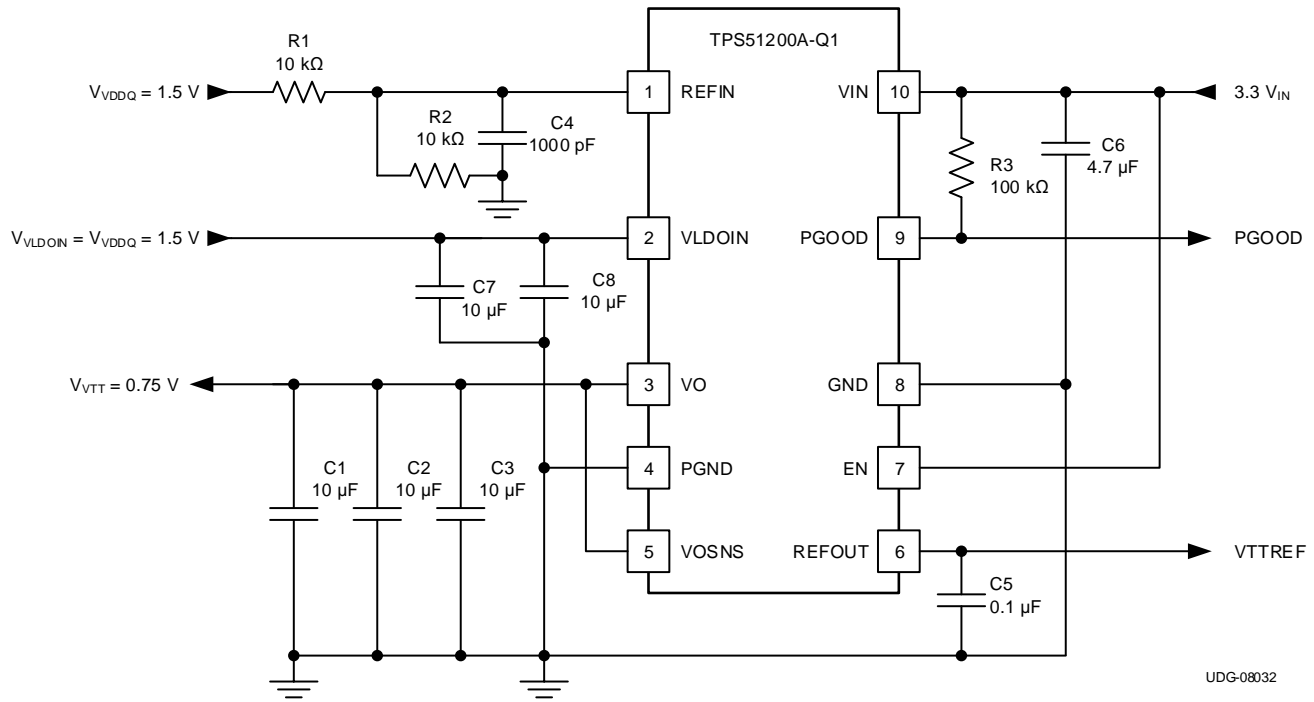 TPS51200A-Q1
R1
10 kΩ
V_VDDQ = 1.5 V
1 REFIN
VIN 10
3.3 V_IN
R2
10 kΩ
C4
1000 pF
R3
100 kΩ
C6
4.7 µF
V_VLDOIN = V_VDDQ = 1.5 V
2 VLDOIN
PGOOD 9
PGOOD
C7
10 µF
C8
10 µF
V_VTT = 0.75 V
3 VO
GND 8
C1
10 µF
C2
10 µF
C3
10 µF
4 PGND
EN 7
5 VOSNS
REFOUT 6
VTTREF
C5
0.1 µF
UDG-08032